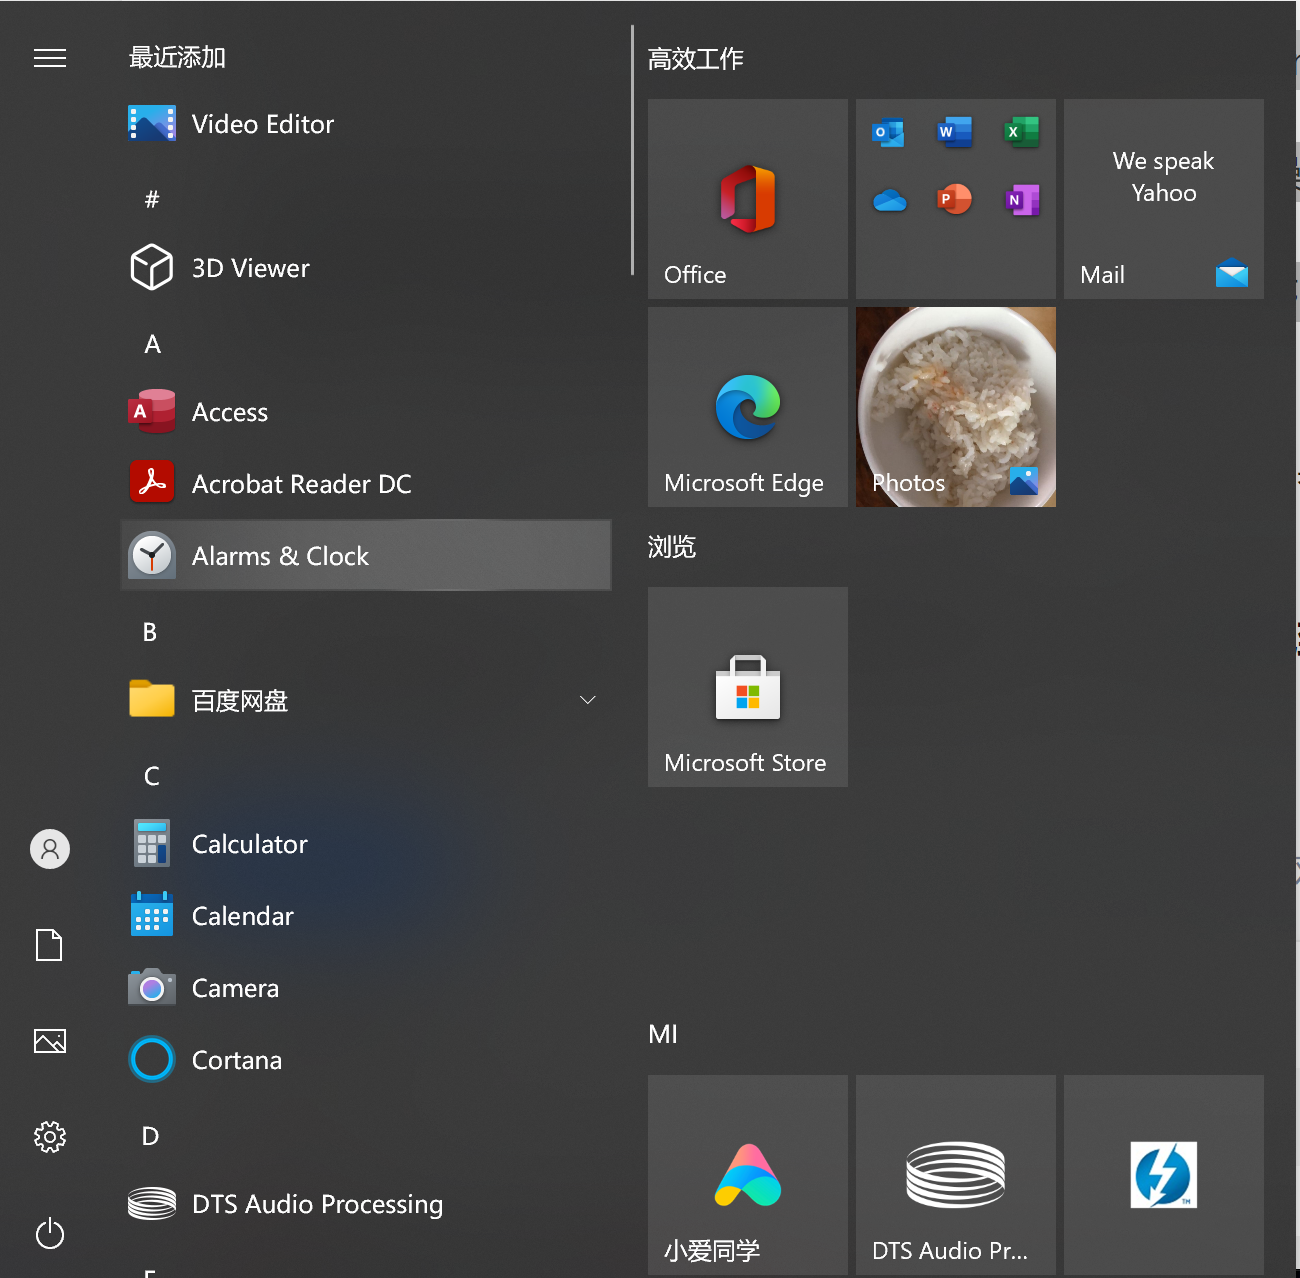 最近添加
Video Editor
#
3D Viewer
A
Access
Acrobat Reader DC
Alarms & Clock
B
百度网盘
C
Calculator
Calendar
Camera
Cortana
D
DTS Audio Processing
高效工作
Office
We speak
Yahoo
Mail
Microsoft Edge
Photos
浏览
Microsoft Store
MI
小爱同学
DTS Audio Pr...